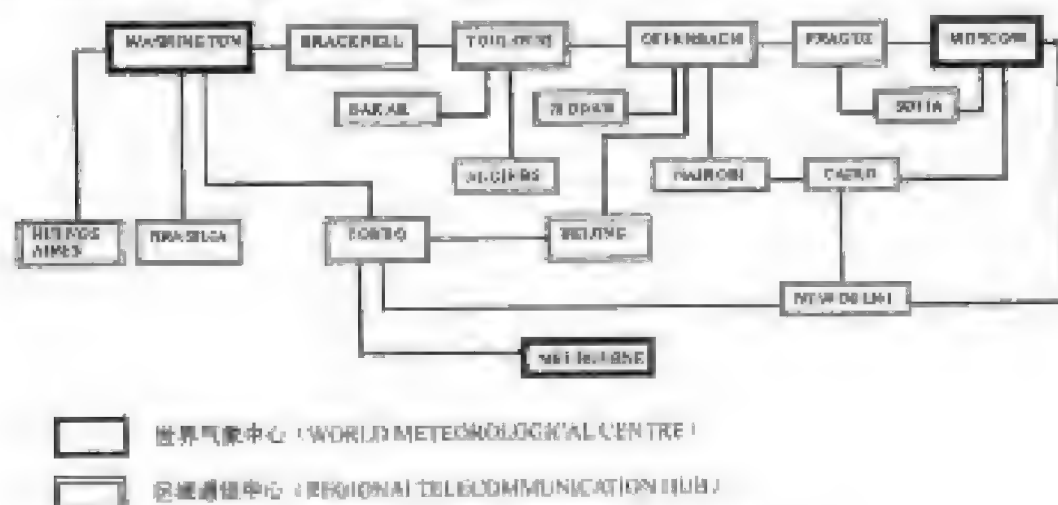 WASHINGTON
BRACKNELL
TOULOUSE
OFFENBACH
PRAGUE
MOSCOW
DAKAR
SOFIA
ALGIERS
NAIROBI
CAIRO
BUENOS
AIRES
BRASILIA
TOKYO
BEIJING
NEW DELHI
MELBOURNE
世界气象中心（WORLD METEOROLOGICAL CENTRE）
区域通信中心（REGIONAL TELECOMMUNICATION HUB）